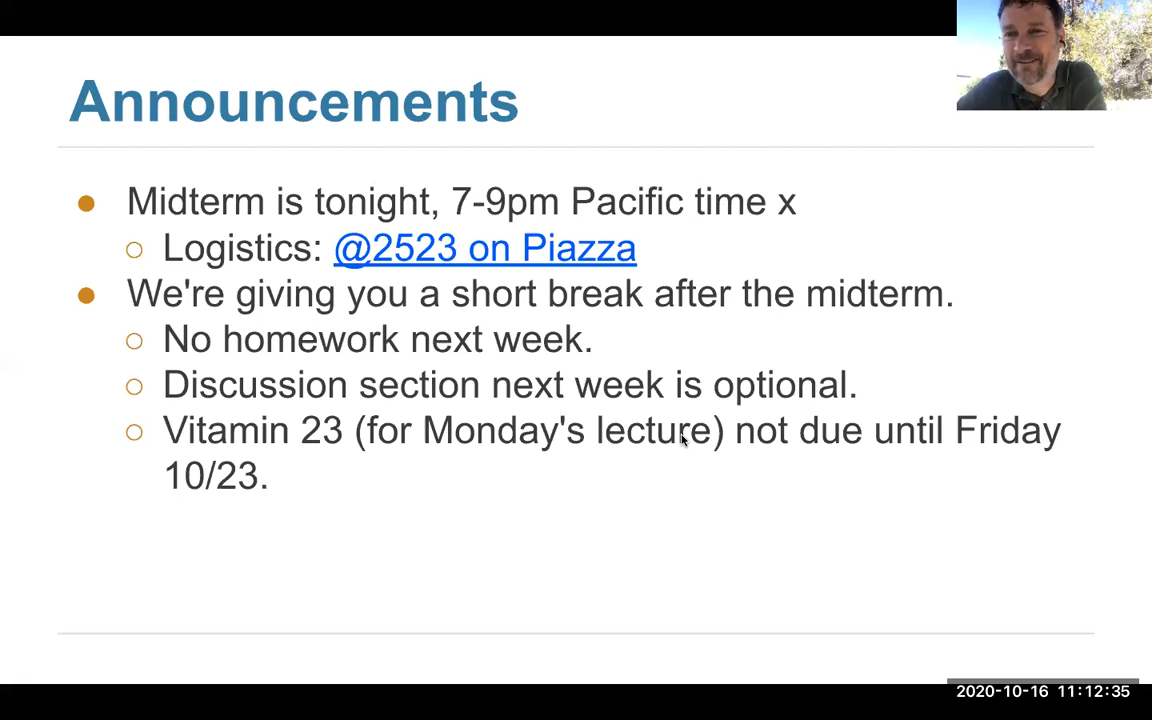 Announcements
● Midterm is tonight, 7-9pm Pacific time x
○ Logistics: @2523 on Piazza
● We're giving you a short break after the midterm.
○ No homework next week.
○ Discussion section next week is optional.
○ Vitamin 23 (for Monday's lecture) not due until Friday
10/23.
2020-10-16 11:12:35